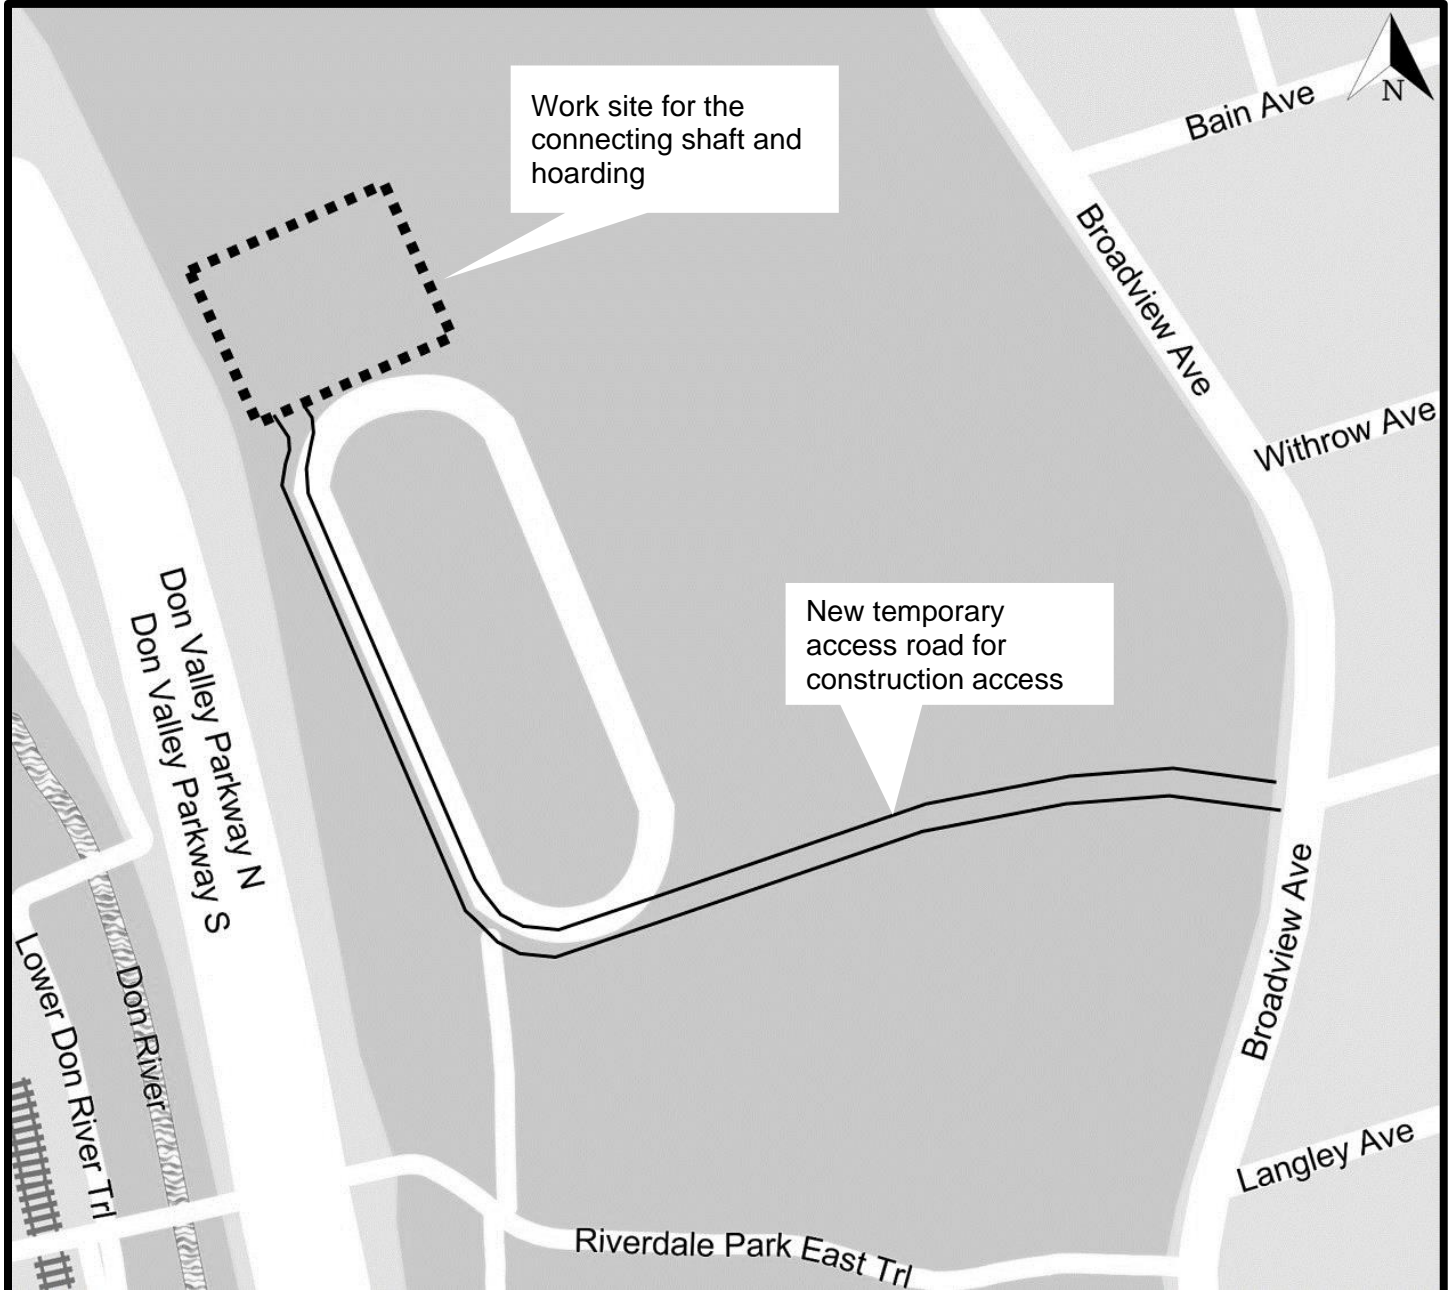 N
Bain Ave
Work site for the
connecting shaft and
hoarding
Broadview Ave
Withrow Ave
New temporary
access road for
construction access
Don Valley Parkway N
Don Valley Parkway S
Broadview Ave
Lower Don River Trl
Don River
Langley Ave
Riverdale Park East Trl